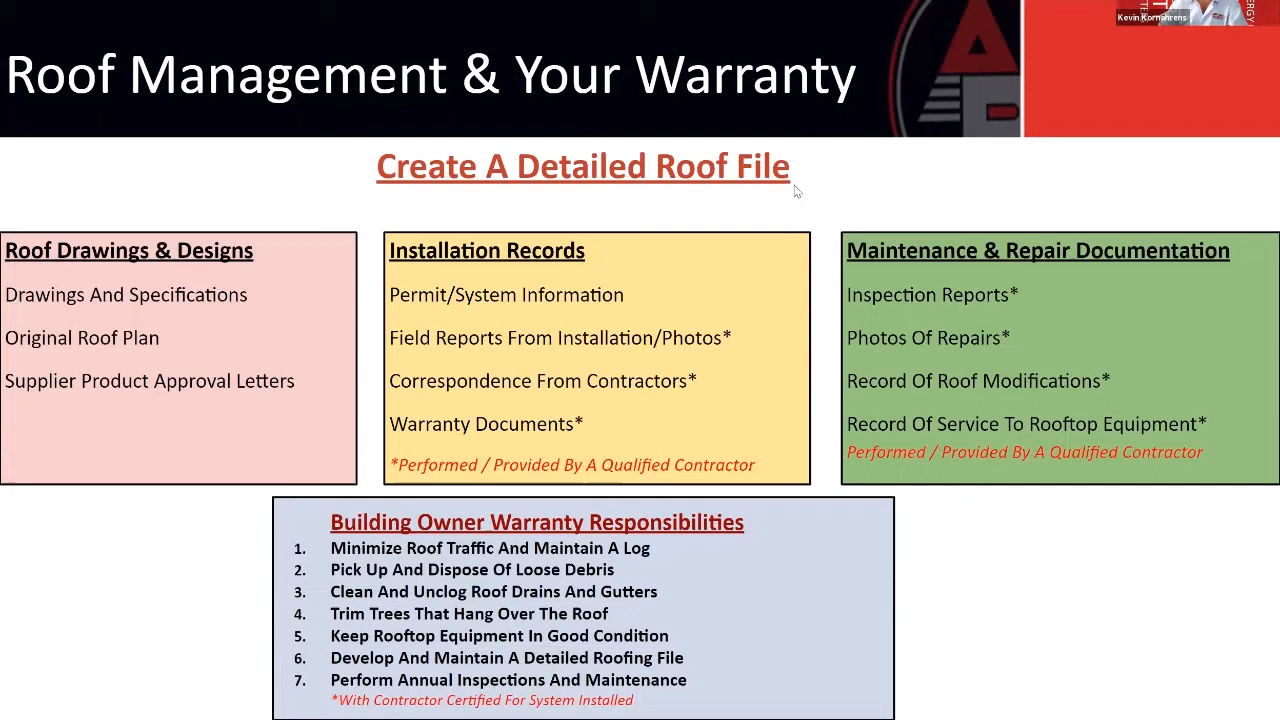 Kevin Kornahrens
Roof Management & Your Warranty
Create A Detailed Roof File
Roof Drawings & Designs
Drawings And Specifications
Original Roof Plan
Supplier Product Approval Letters
Installation Records
Permit/System Information
Field Reports From Installation/Photos*
Correspondence From Contractors*
Warranty Documents*
*Performed / Provided By A Qualified Contractor
Maintenance & Repair Documentation
Inspection Reports*
Photos Of Repairs*
Record Of Roof Modifications*
Record Of Service To Rooftop Equipment*
Performed / Provided By A Qualified Contractor
Building Owner Warranty Responsibilities
1. Minimize Roof Traffic And Maintain A Log
2. Pick Up And Dispose Of Loose Debris
3. Clean And Unclog Roof Drains And Gutters
4. Trim Trees That Hang Over The Roof
5. Keep Rooftop Equipment In Good Condition
6. Develop And Maintain A Detailed Roofing File
7. Perform Annual Inspections And Maintenance
*With Contractor Certified For System Installed